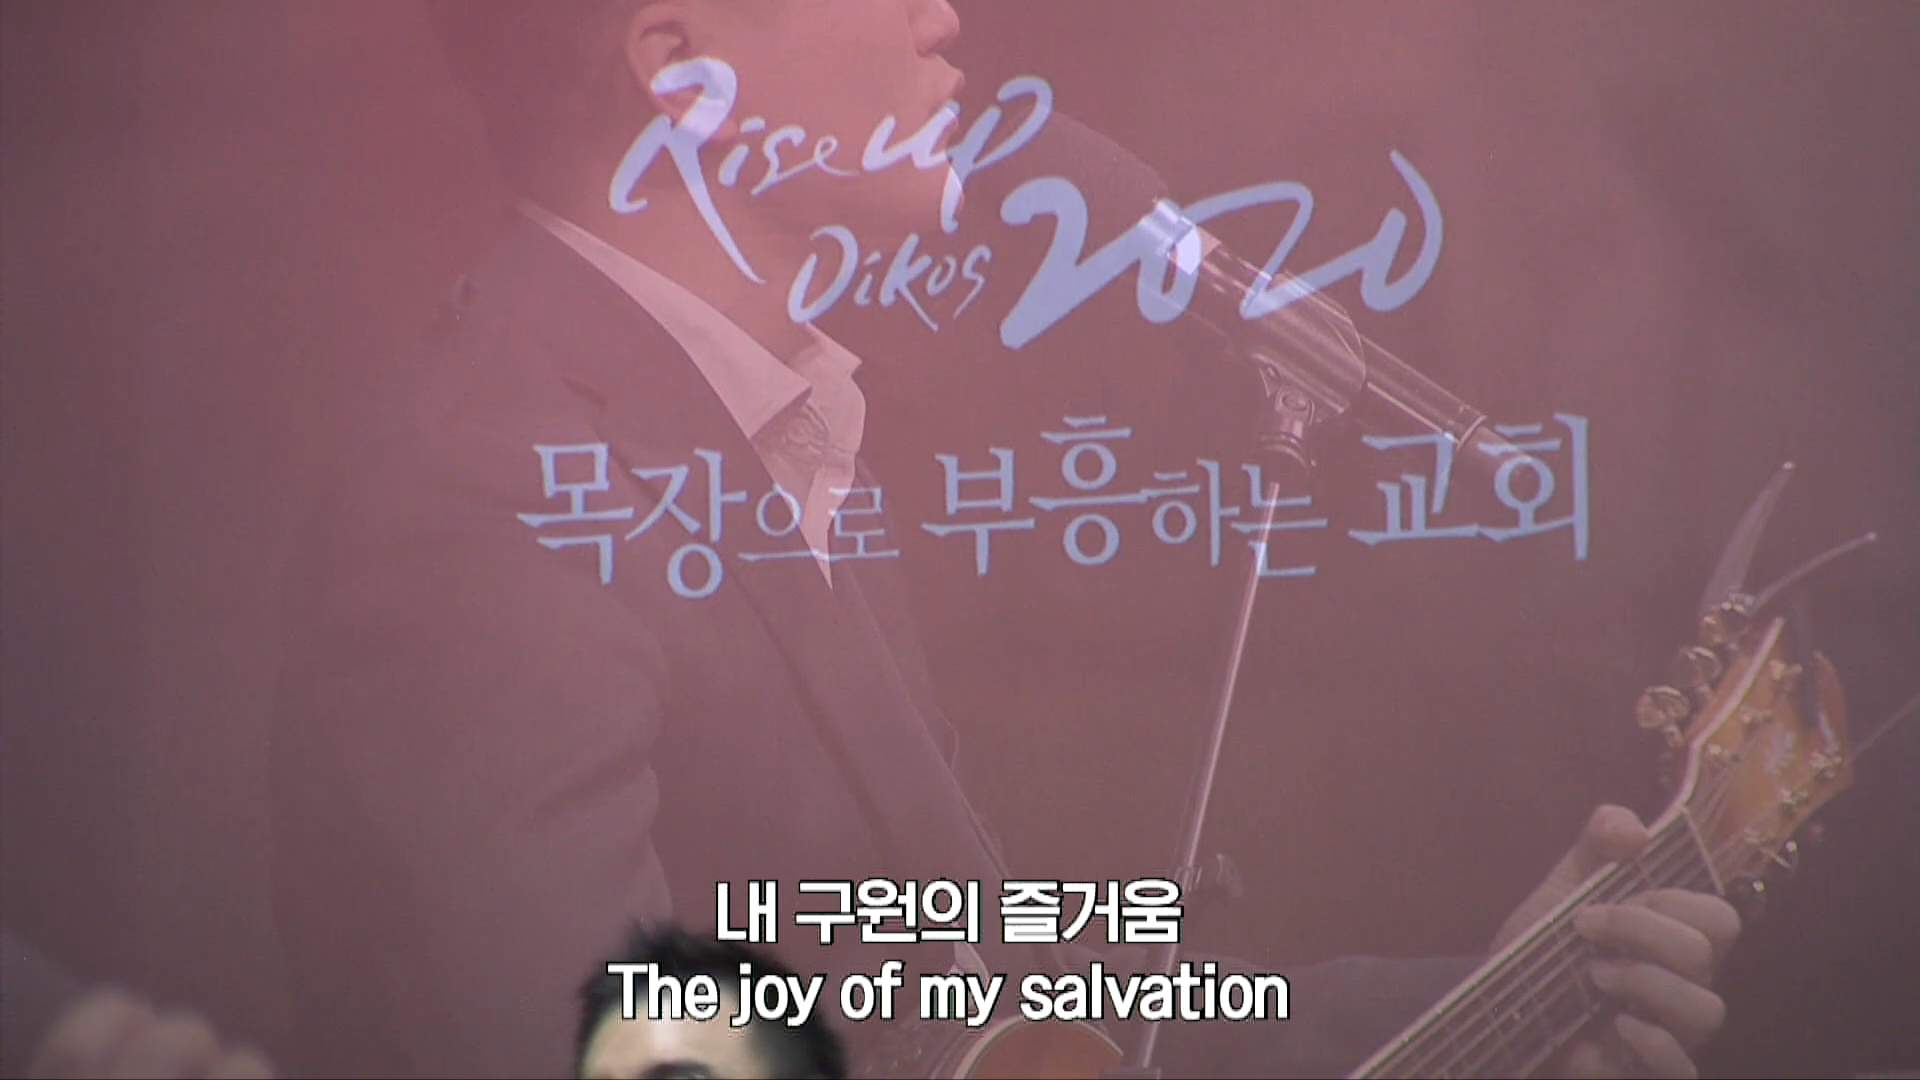 Rise up
Oikos 2020
목장으로 부흥하는 교회
내 구원의 즐거움
The joy of my salvation